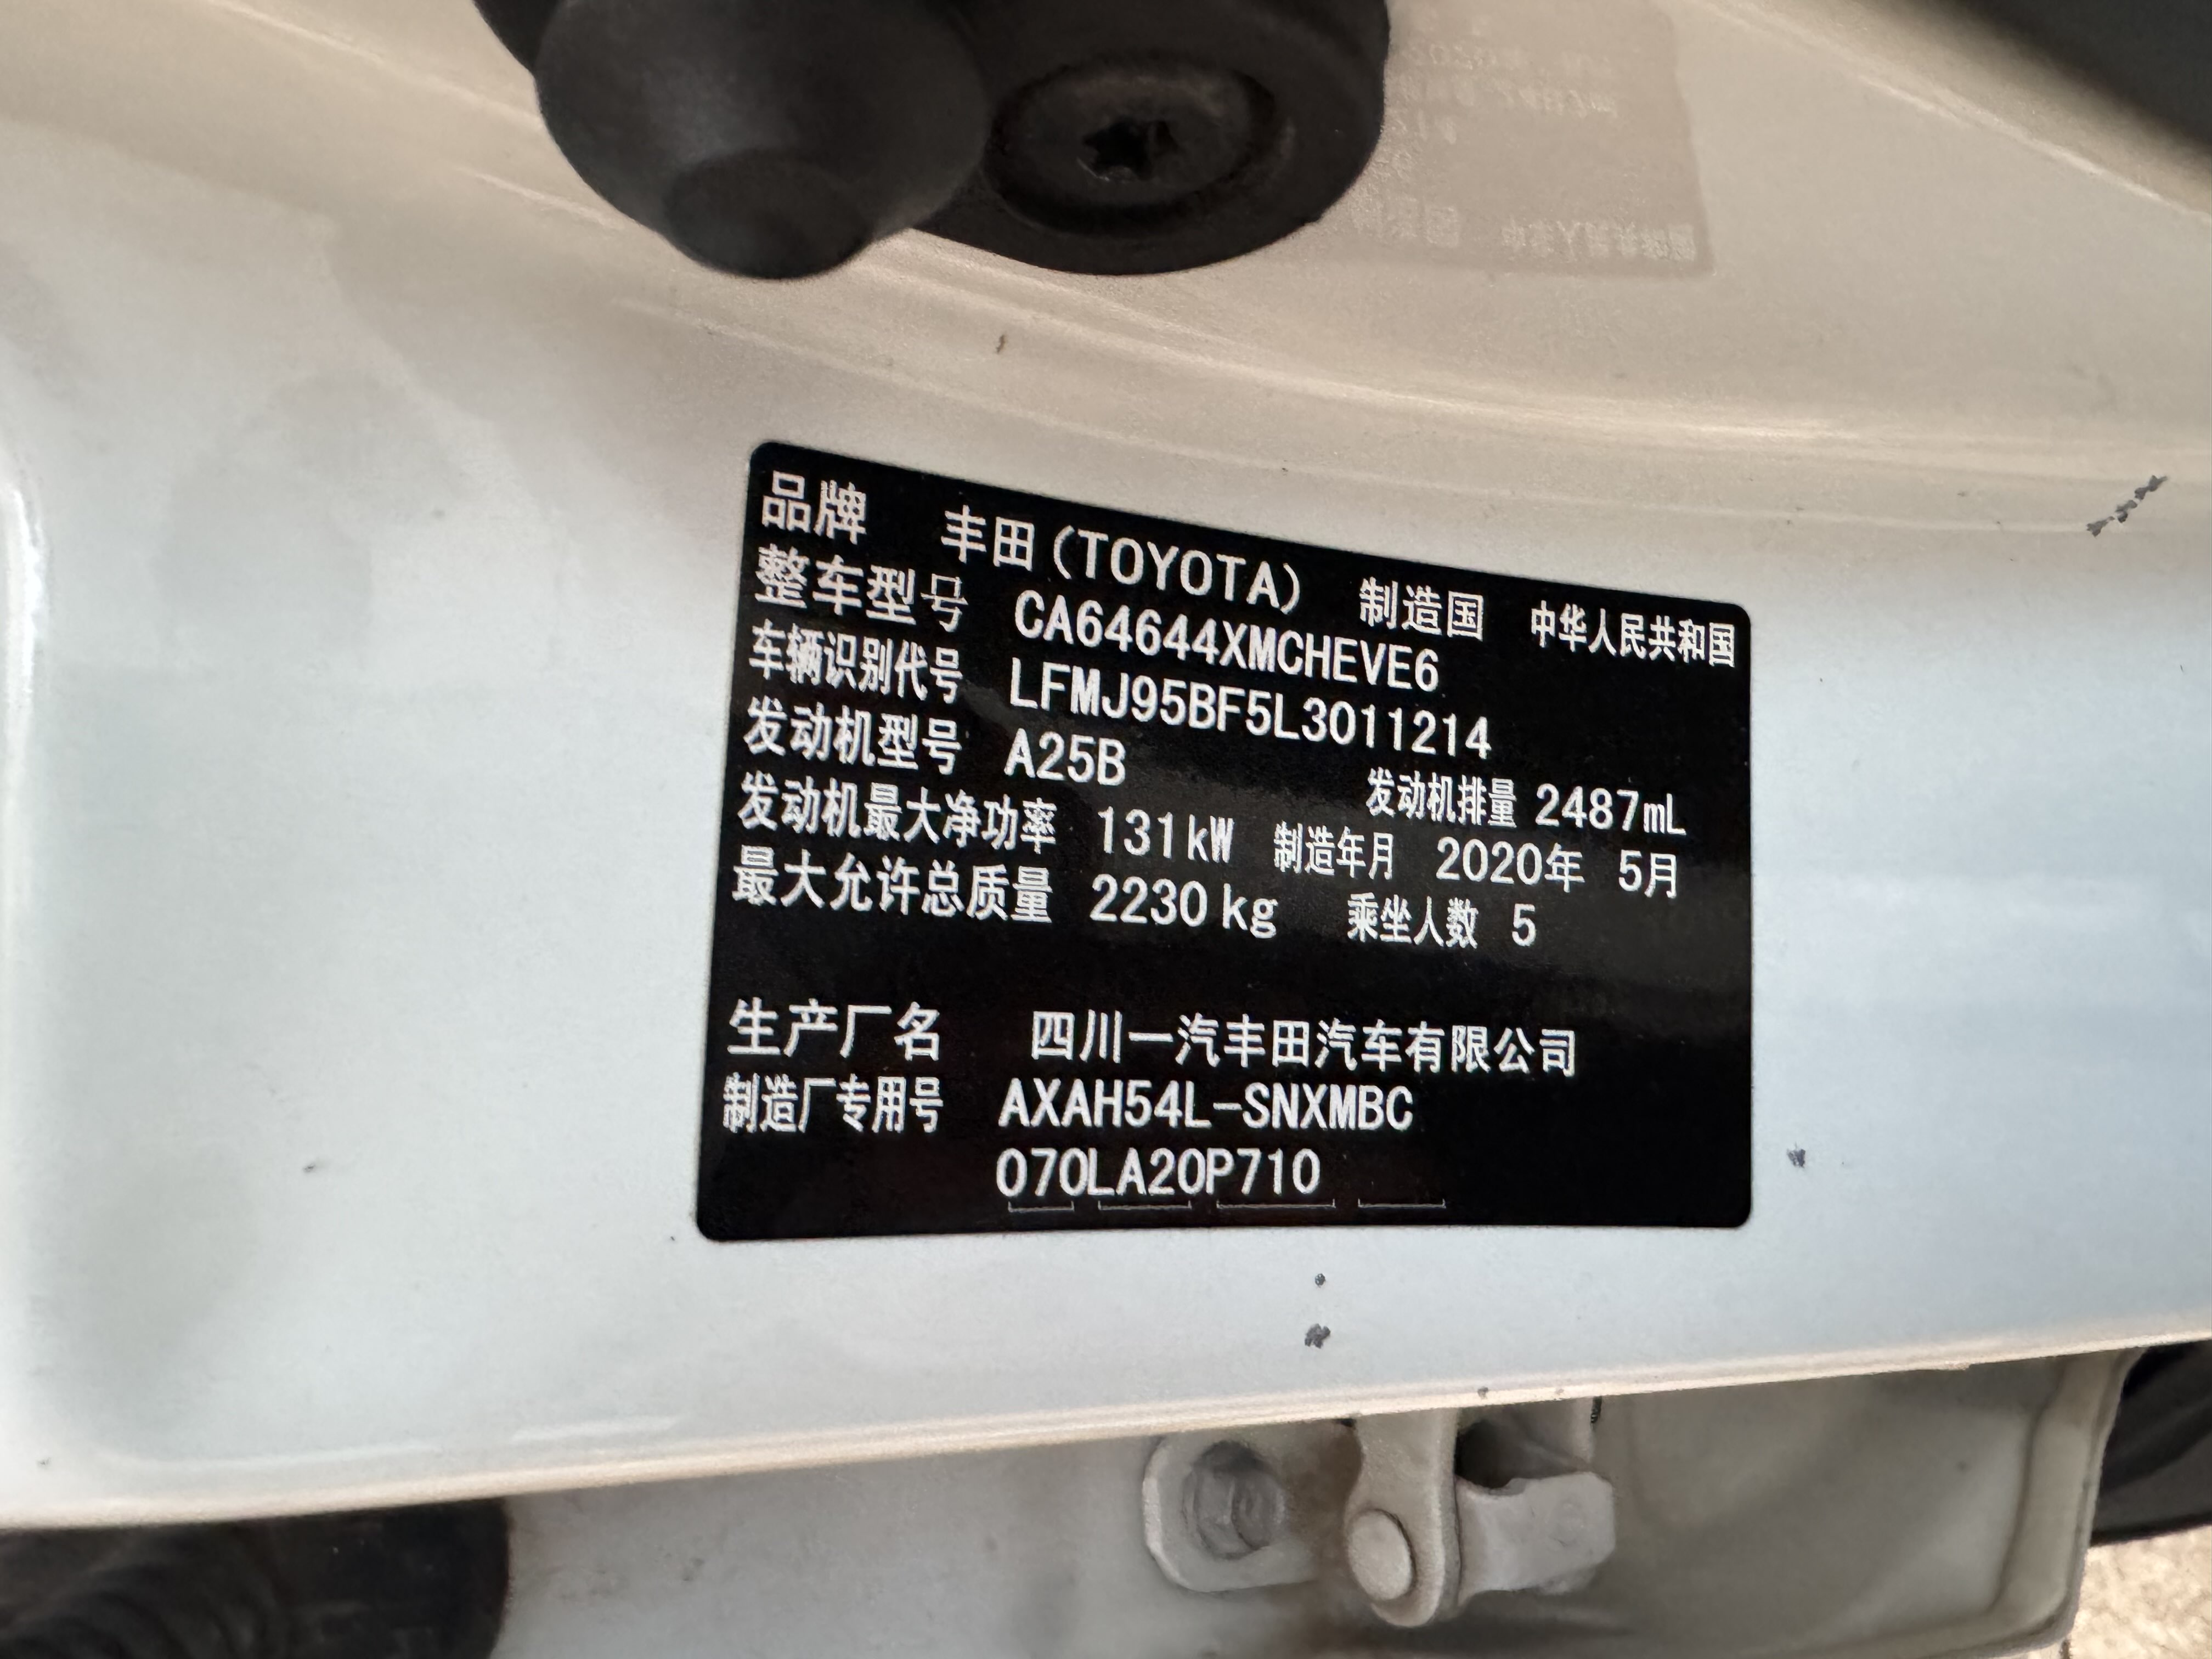 品牌 丰田(TOYOTA) 制造国 中华人民共和国
整车型号 CA64644XMCHEVE6
车辆识别代号 LFMJ95BF5L3011214
发动机型号 A25B 发动机排量 2487mL
发动机最大净功率 131kW 制造年月 2020年 5月
最大允许总质量 2230kg 乘坐人数 5
生产厂名 四川一汽丰田汽车有限公司
制造厂专用号 AXAH54L-SNXMBC
070LA20P710